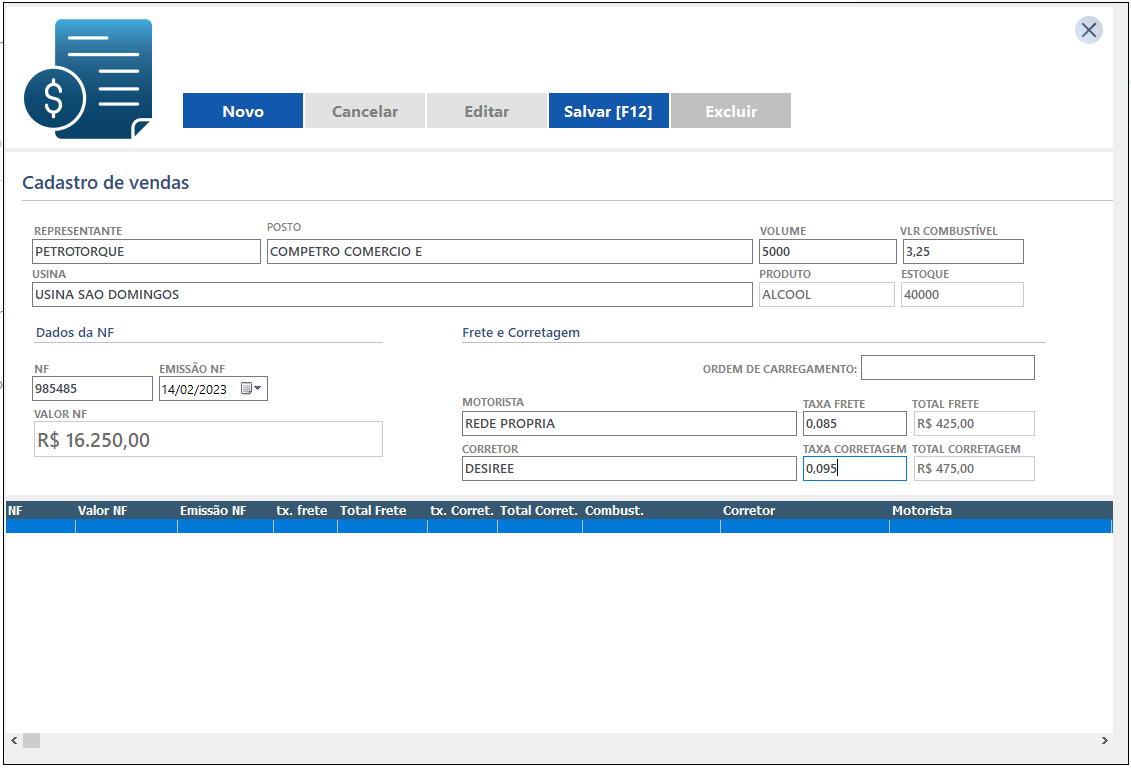 $
Novo
Cancelar
Editar
Salvar [F12]
Excluir
Cadastro de vendas
REPRESENTANTE
POSTO
VOLUME
VLR COMBUSTÍVEL
PETROTORQUE
COMPETRO COMERCIO E
5000
3,25
USINA
PRODUTO
ESTOQUE
USINA SAO DOMINGOS
ALCOOL
40000
Dados da NF
Frete e Corretagem
NF
EMISSÃO NF
ORDEM DE CARREGAMENTO:
985485
14/02/2023
MOTORISTA
TAXA FRETE
TOTAL FRETE
VALOR NF
REDE PROPRIA
0,085
R$ 425,00
R$ 16.250,00
CORRETOR
TAXA CORRETAGEM
TOTAL CORRETAGEM
DESIREE
0,095
R$ 475,00
NF
Valor NF
Emissão NF
tx. frete
Total Frete
tx. Corret.
Total Corret.
Combust.
Corretor
Motorista